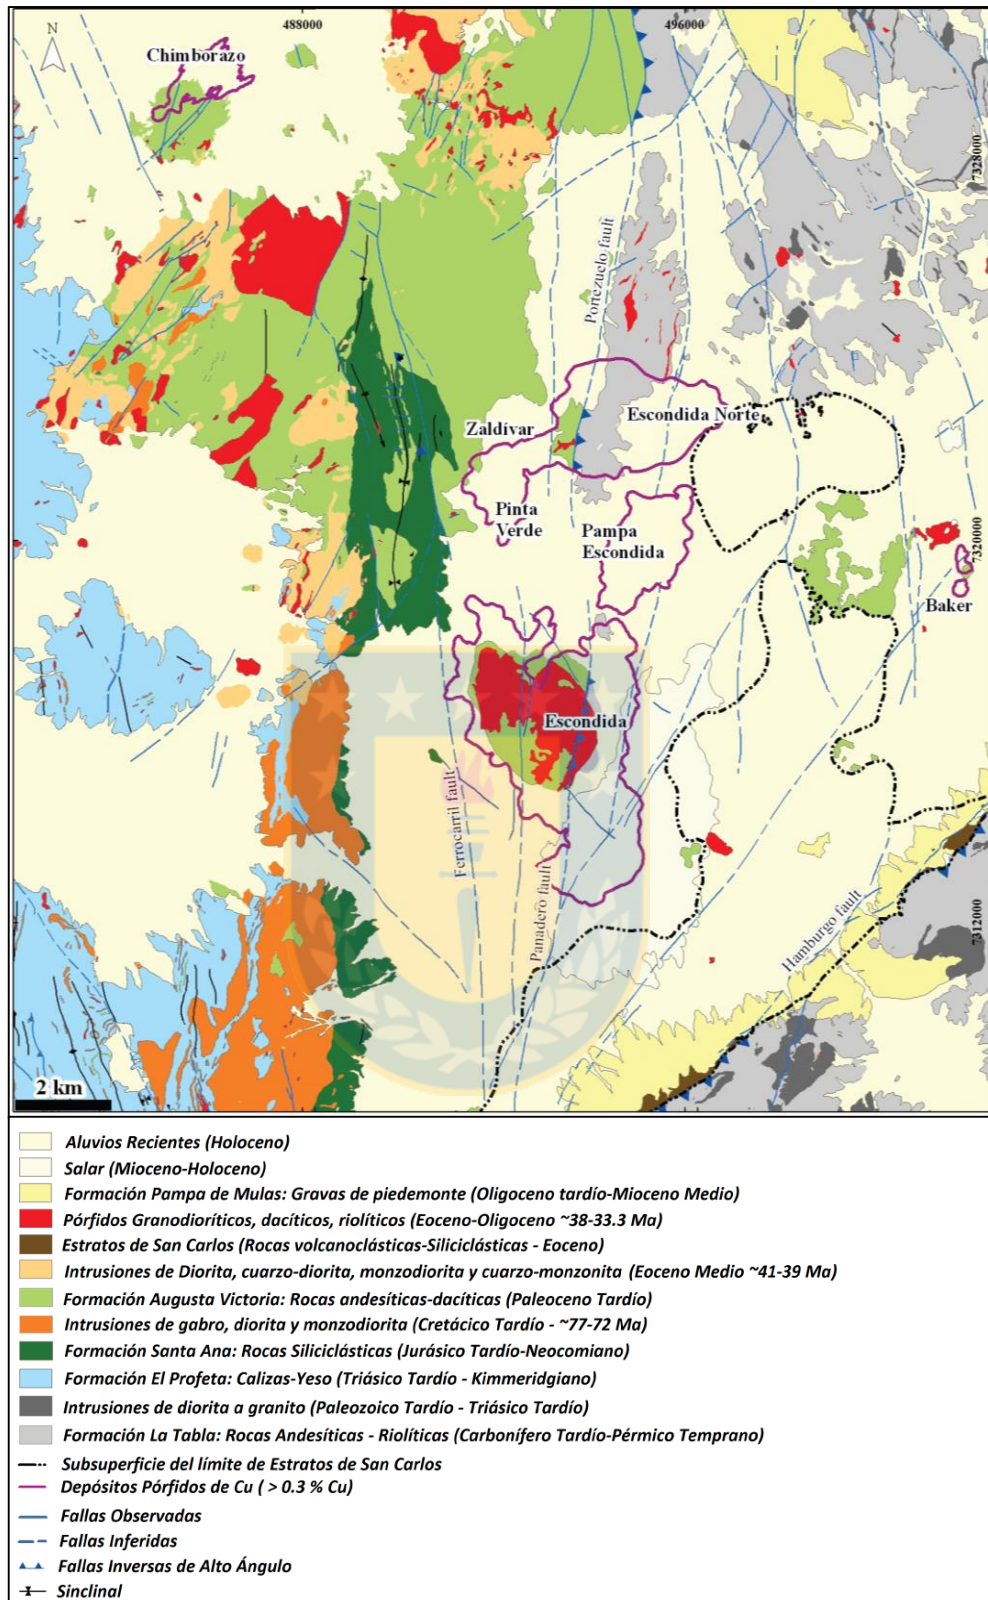 N
488000
496000
Chimborazo
7328000
Portezuelo fault
Escondida Norte
Zaldívar
Pinta
Verde
Pampa
Escondida
7320000
Baker
Escondida
Ferrocarril fault
Panadero fault
Hamburgo fault
7312000
2 km
Aluvios Recientes (Holoceno)
Salar (Mioceno-Holoceno)
Formación Pampa de Mulas: Gravas de piedemonte (Oligoceno tardío-Mioceno Medio)
Pórfidos Granodioríticos, dacíticos, riolíticos (Eoceno-Oligoceno ~38-33.3 Ma)
Estratos de San Carlos (Rocas volcanoclásticas-Siliciclásticas - Eoceno)
Intrusiones de Diorita, cuarzo-diorita, monzodiorita y cuarzo-monzonita (Eoceno Medio ~41-39 Ma)
Formación Augusta Victoria: Rocas andesíticas-dacíticas (Paleoceno Tardío)
Intrusiones de gabro, diorita y monzodiorita (Cretácico Tardío - ~77-72 Ma)
Formación Santa Ana: Rocas Siliciclásticas (Jurásico Tardío-Neocomiano)
Formación El Profeta: Calizas-Yeso (Triásico Tardío - Kimmeridgiano)
Intrusiones de diorita a granito (Paleozoico Tardío - Triásico Tardío)
Formación La Tabla: Rocas Andesíticas - Riolíticas (Carbonífero Tardío-Pérmico Temprano)
Subsuperficie del límite de Estratos de San Carlos
Depósitos Pórfidos de Cu ( > 0.3 % Cu)
Fallas Observadas
Fallas Inferidas
Fallas Inversas de Alto Ángulo
Sinclinal